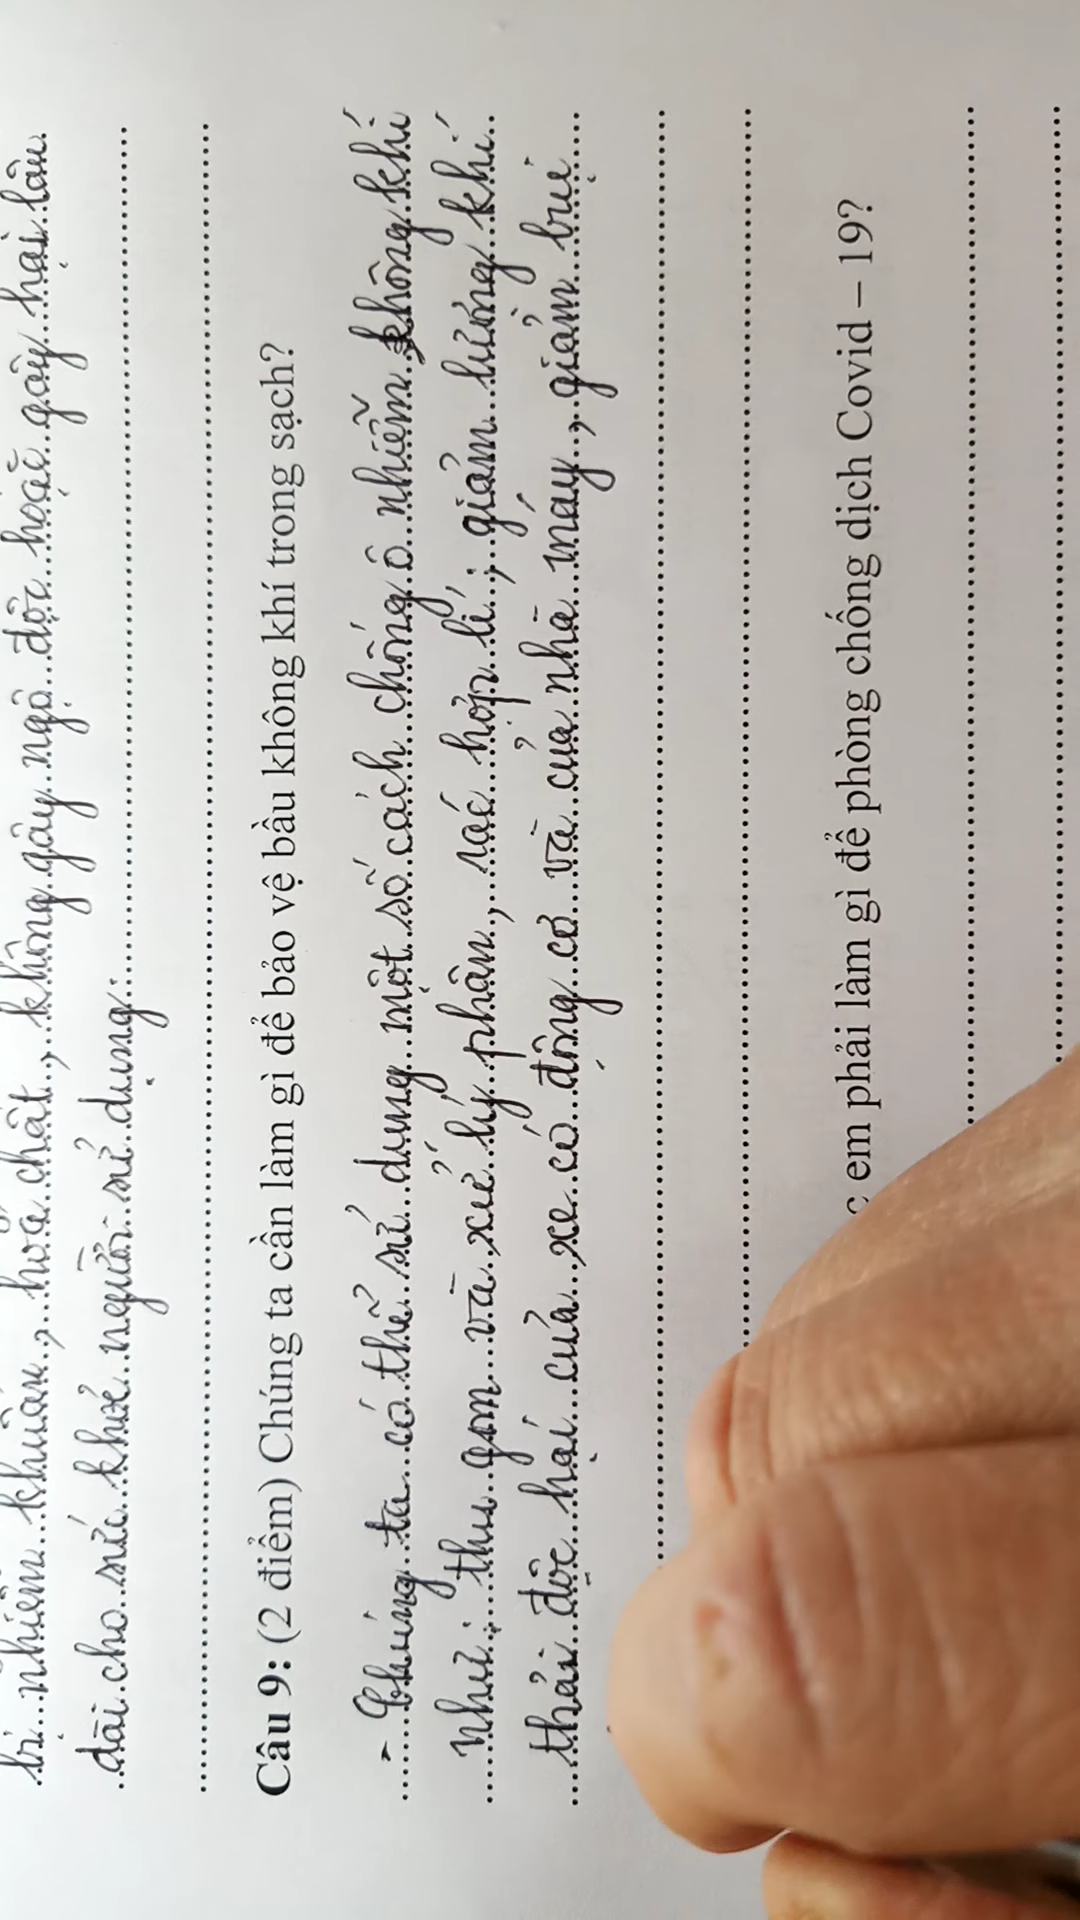 bị nhiễm khuẩn, hoá chất, không gây ngộ độc hoặc gây hại lâu
dài cho sức khoẻ người sử dụng.
Câu 9: (2 điểm) Chúng ta cần làm gì để bảo vệ bầu không khí trong sạch?
- Chúng ta có thể sử dụng một số cách chống ô nhiễm không khí
như: thu gom và xử lý phân, rác hợp lí; giảm lượng khí
thải độc hại của xe có động cơ và của nhà máy, giảm bụi
em phải làm gì để phòng chống dịch Covid – 19?